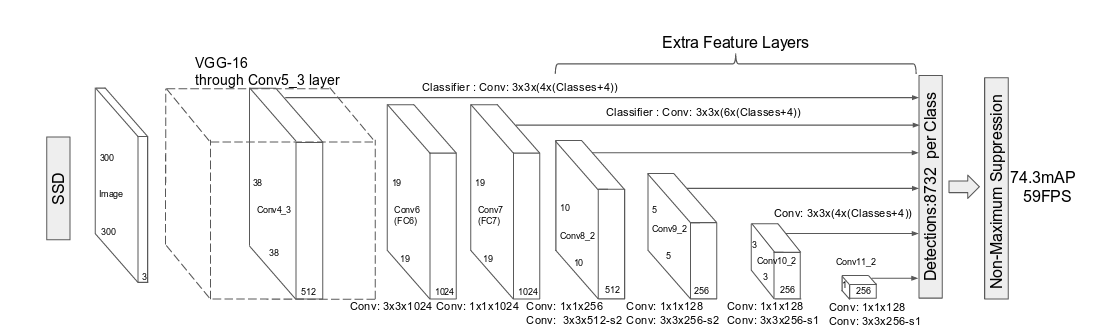 Extra Feature Layers
VGG-16
through Conv5_3 layer
Classifier : Conv: 3x3x(4x(Classes+4))
Classifier : Conv: 3x3x(6x(Classes+4))
SSD
300
Image
300
3
38
Conv4_3
38
512
19
Conv6
(FC6)
19
1024
19
Conv7
(FC7)
19
1024
10
Conv8_2
10
512
5
Conv9_2
5
256
Conv: 3x3x(4x(Classes+4))
3
Conv10_2
3
256
Conv11_2
1
256
Detections:8732 per Class
Non-Maximum Suppression
74.3mAP
59FPS
Conv: 3x3x1024
Conv: 1x1x1024
Conv: 1x1x256
Conv: 3x3x512-s2
Conv: 1x1x128
Conv: 3x3x256-s2
Conv: 1x1x128
Conv: 3x3x256-s1
Conv: 1x1x128
Conv: 3x3x256-s1